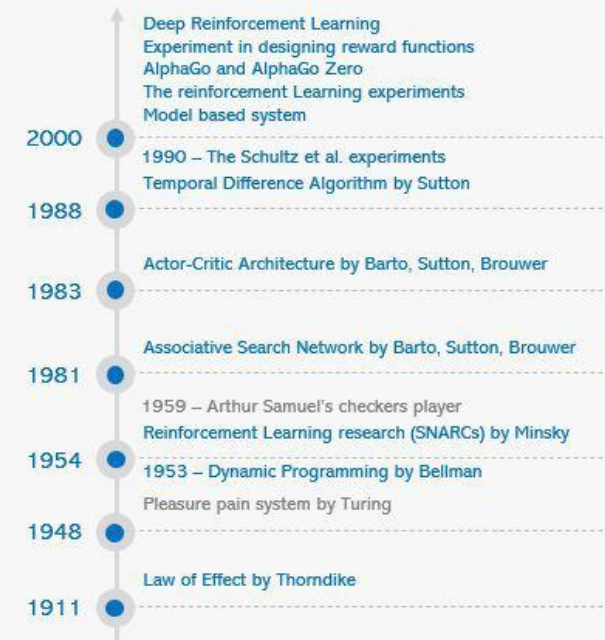 Deep Reinforcement Learning
Experiment in designing reward functions
AlphaGo and AlphaGo Zero
The reinforcement Learning experiments
Model based system
2000
1990 – The Schultz et al. experiments
Temporal Difference Algorithm by Sutton
1988
Actor-Critic Architecture by Barto, Sutton, Brouwer
1983
Associative Search Network by Barto, Sutton, Brouwer
1981
1959 – Arthur Samuel's checkers player
Reinforcement Learning research (SNARCs) by Minsky
1954
1953 – Dynamic Programming by Bellman
Pleasure pain system by Turing
1948
Law of Effect by Thorndike
1911